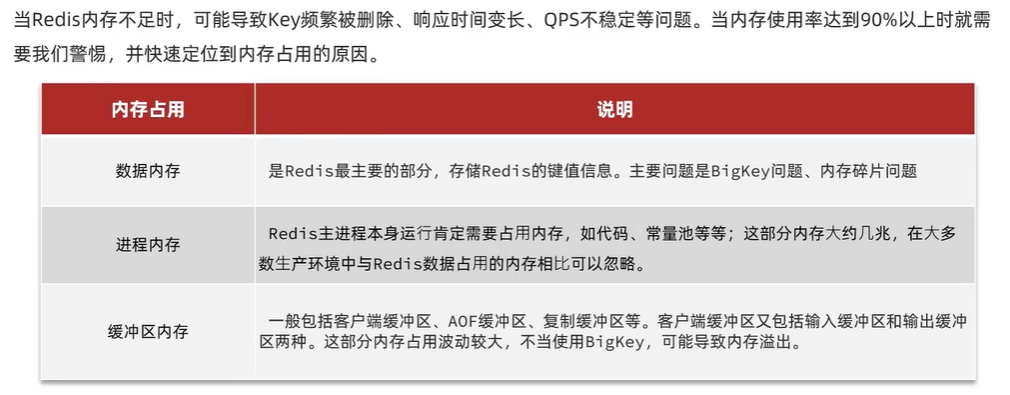 当Redis内存不足时，可能导致Key频繁被删除、响应时间变长、QPS不稳定等问题。当内存使用率达到90%以上时就需
要我们警惕，并快速定位到内存占用的原因。
内存占用 说明
数据内存 是Redis最主要的部分，存储Redis的键值信息。主要问题是BigKey问题、内存碎片问题
进程内存 Redis主进程本身运⾏肯定需要占⽤内存，如代码、常量池等等；这部分内存⼤约⼏兆，在⼤多
数⽣产环境中与Redis数据占⽤的内存相⽐可以忽略。
缓冲区内存 一般包括客户端缓冲区、AOF缓冲区、复制缓冲区等。客户端缓冲区又包括输入缓冲区和输出缓冲
区两种。这部分内存占用波动较大，不当使用BigKey，可能导致内存溢出。